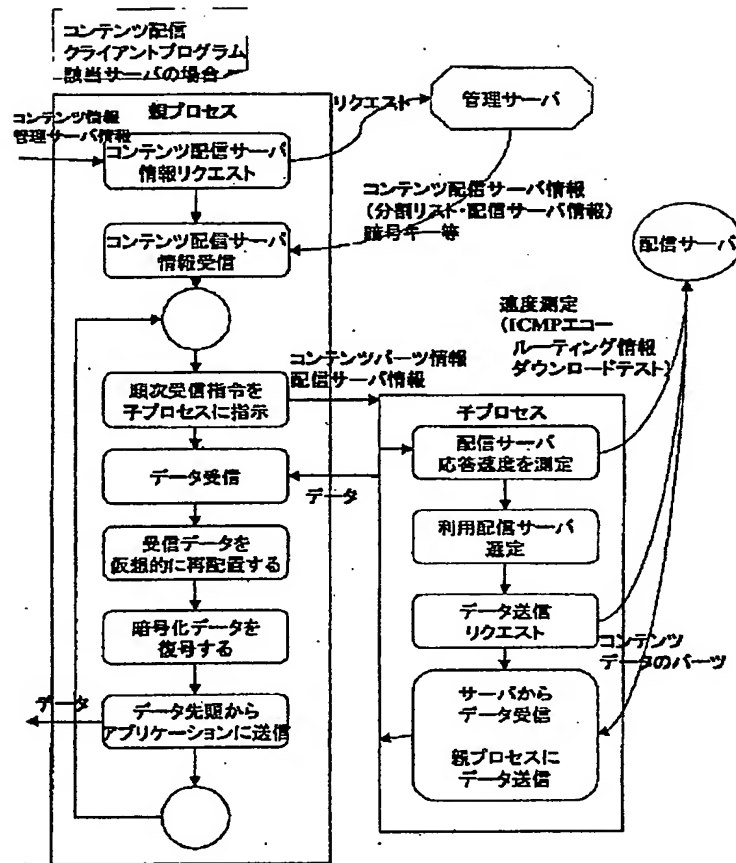 コンテンツ配信
クライアントプログラム
該当サーバの場合
親プロセス
コンテンツ情報
管理サーバ情報
リクエスト
管理サーバ
コンテンツ配信サーバ
情報リクエスト
コンテンツ配信サーバ情報
(分割リスト・配信サーバ情報)
暗号キー等
コンテンツ配信サーバ
情報受信
配信サーバ
速度測定
(ICMPエコー
ルーティング情報
ダウンロードテスト)
コンテンツパーツ情報
配信サーバ情報
順次受信指令を
子プロセスに指示
子プロセス
配信サーバ
応答速度を測定
データ受信
データ
利用配信サーバ
選定
受信データを
仮想的に再配置する
データ送信
リクエスト
暗号化データを
復号する
コンテンツ
データのパーツ
データ
データ先頭から
アプリケーションに送信
サーバから
データ受信
親プロセスに
データ送信